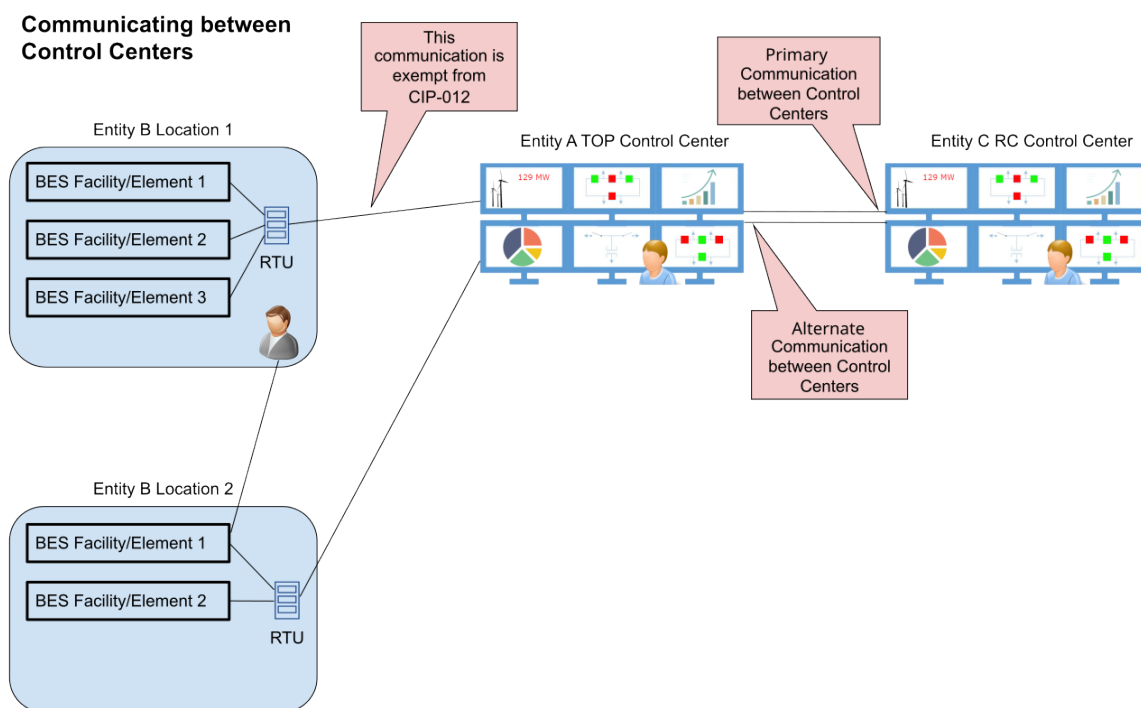 Communicating between
Control Centers
This
communication is
exempt from
CIP-012
Primary
Communication
between Control
Centers
Entity B Location 1
Entity A TOP Control Center
Entity C RC Control Center
BES Facility/Element 1
BES Facility/Element 2
BES Facility/Element 3
RTU
129 MW
129 MW
Alternate
Communication
between Control
Centers
Entity B Location 2
BES Facility/Element 1
BES Facility/Element 2
RTU